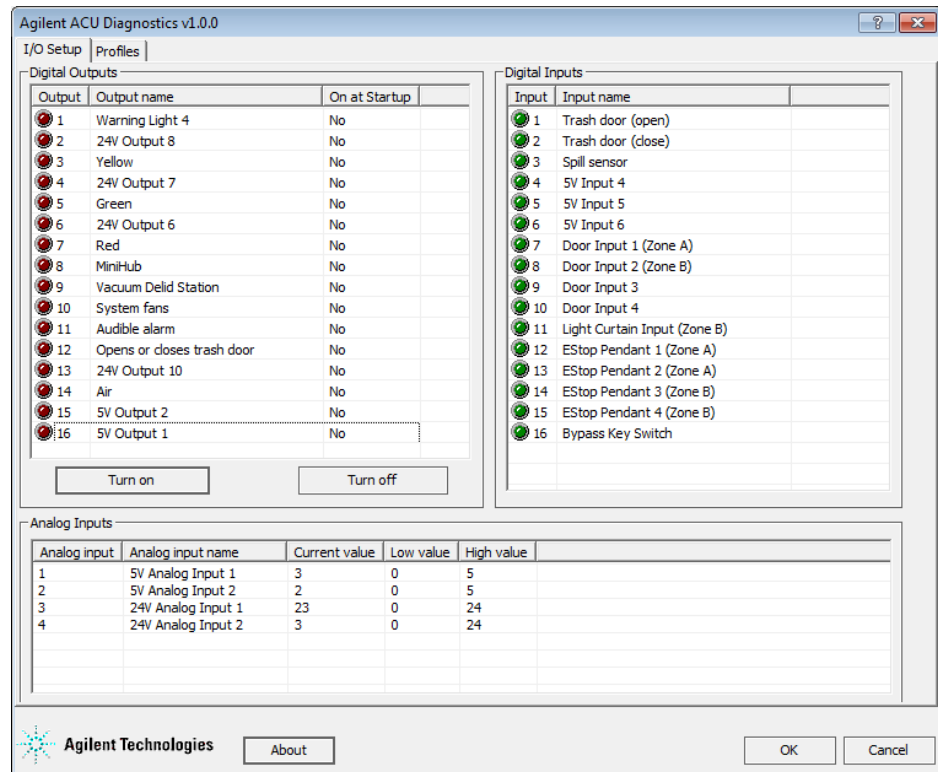 Agilent ACU Diagnostics v1.0.0
I/O Setup Profiles
Digital Outputs
Output Output name On at Startup
1 Warning Light 4 No
2 24V Output 8 No
3 Yellow No
4 24V Output 7 No
5 Green No
6 24V Output 6 No
7 Red No
8 MiniHub No
9 Vacuum Delid Station No
10 System fans No
11 Audible alarm No
12 Opens or closes trash door No
13 24V Output 10 No
14 Air No
15 5V Output 2 No
16 5V Output 1 No
Turn on Turn off
Digital Inputs
Input Input name
1 Trash door (open)
2 Trash door (close)
3 Spill sensor
4 5V Input 4
5 5V Input 5
6 5V Input 6
7 Door Input 1 (Zone A)
8 Door Input 2 (Zone B)
9 Door Input 3
10 Door Input 4
11 Light Curtain Input (Zone B)
12 EStop Pendant 1 (Zone A)
13 EStop Pendant 2 (Zone A)
14 EStop Pendant 3 (Zone B)
15 EStop Pendant 4 (Zone B)
16 Bypass Key Switch
Analog Inputs
Analog input Analog input name Current value Low value High value
1 5V Analog Input 1 3 0 5
2 5V Analog Input 2 2 0 5
3 24V Analog Input 1 23 0 24
4 24V Analog Input 2 3 0 24
Agilent Technologies About OK Cancel